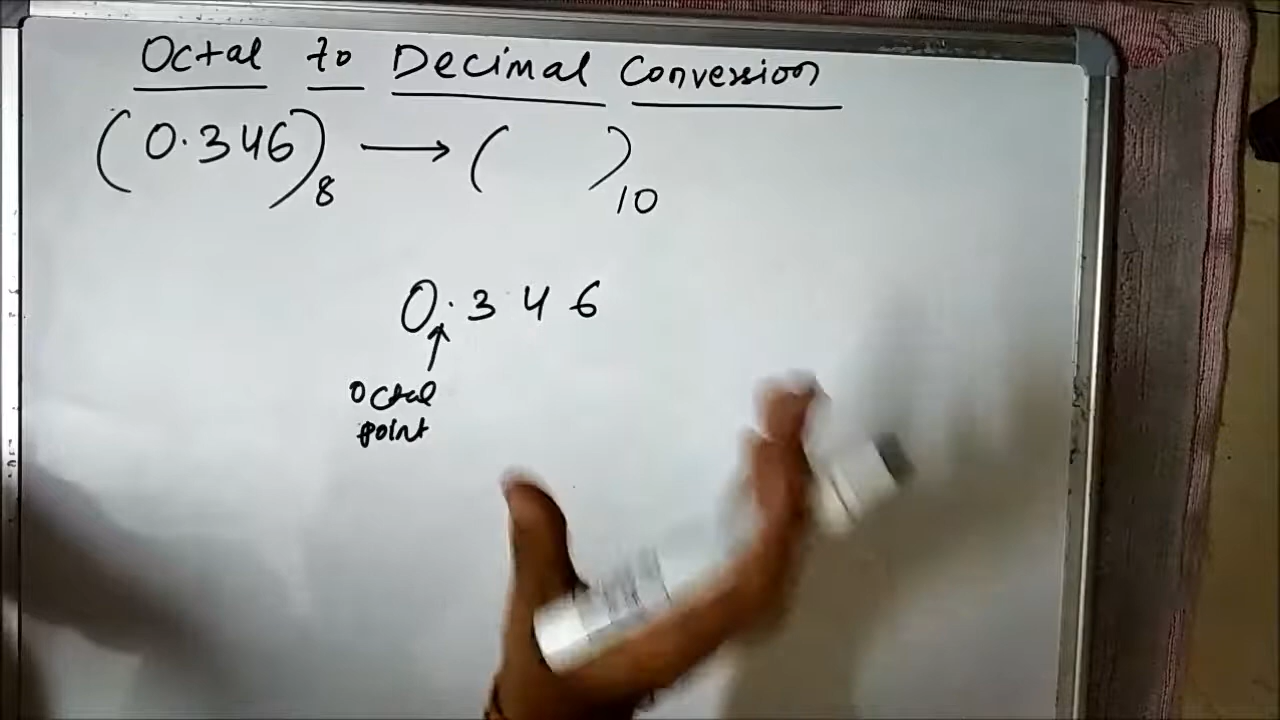 Octal to Decimal Conversion
(0.346)8 → ( )10
0.346
Octal
point